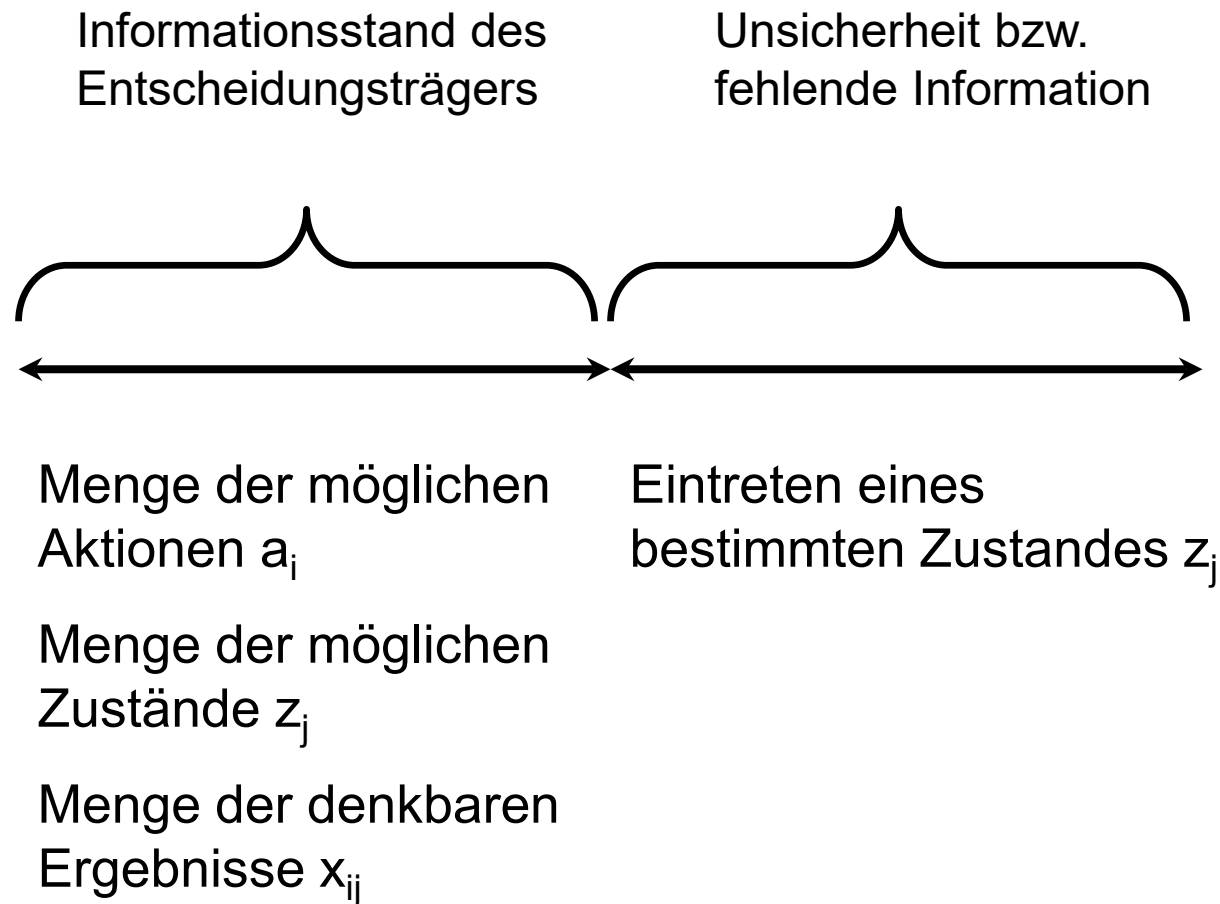 Informationsstand des
Entscheidungsträgers
Unsicherheit bzw.
fehlende Information
Menge der möglichen
Aktionen aᵢ
Menge der möglichen
Zustände zⱼ
Menge der denkbaren
Ergebnisse xᵢⱼ
Eintreten eines
bestimmten Zustandes zⱼ